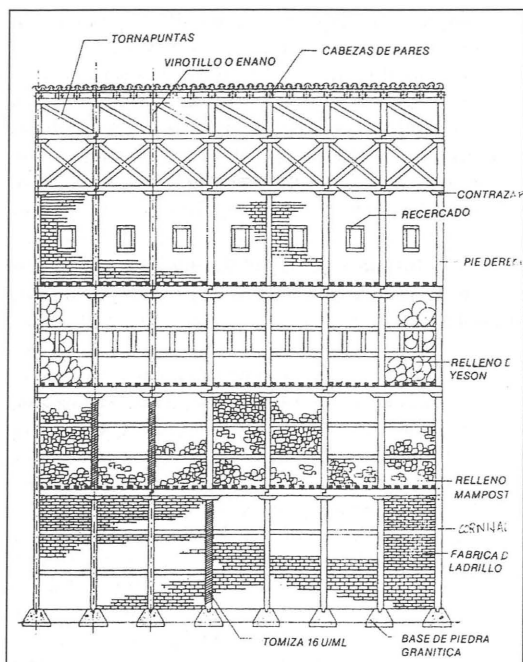 TORNAPUNTAS
VIROTILLO O ENANO
CABEZAS DE PARES
RECERCADO
RELLENO
YESON
RELLENO
MAMPOST
FABRICA D
LADRILLO
TOMIZA 16 U/ML
BASE DE PIEDRA
GRANITICA
PIE